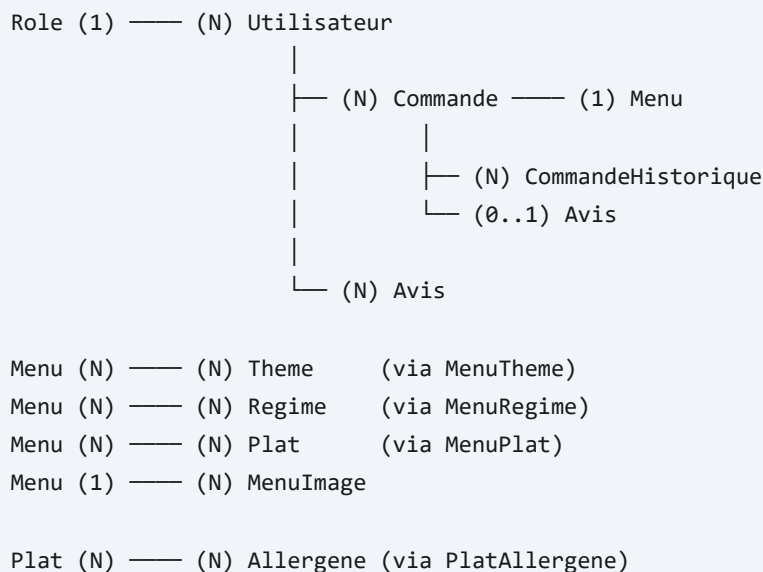 Role (1) ──── (N) Utilisateur
                      │
                      ├── (N) Commande ──── (1) Menu
                      │         │
                      │         ├── (N) CommandeHistorique
                      │         └── (0..1) Avis
                      │
                      └── (N) Avis

Menu (N) ──── (N) Theme     (via MenuTheme)
Menu (N) ──── (N) Regime    (via MenuRegime)
Menu (N) ──── (N) Plat      (via MenuPlat)
Menu (1) ──── (N) MenuImage

Plat (N) ──── (N) Allergene (via PlatAllergene)